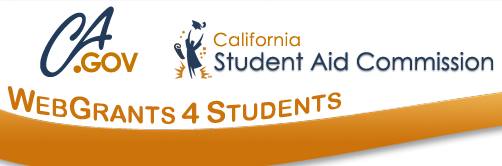 CA
.GOV
California
Student Aid Commission
WEBGRANTS 4 STUDENTS